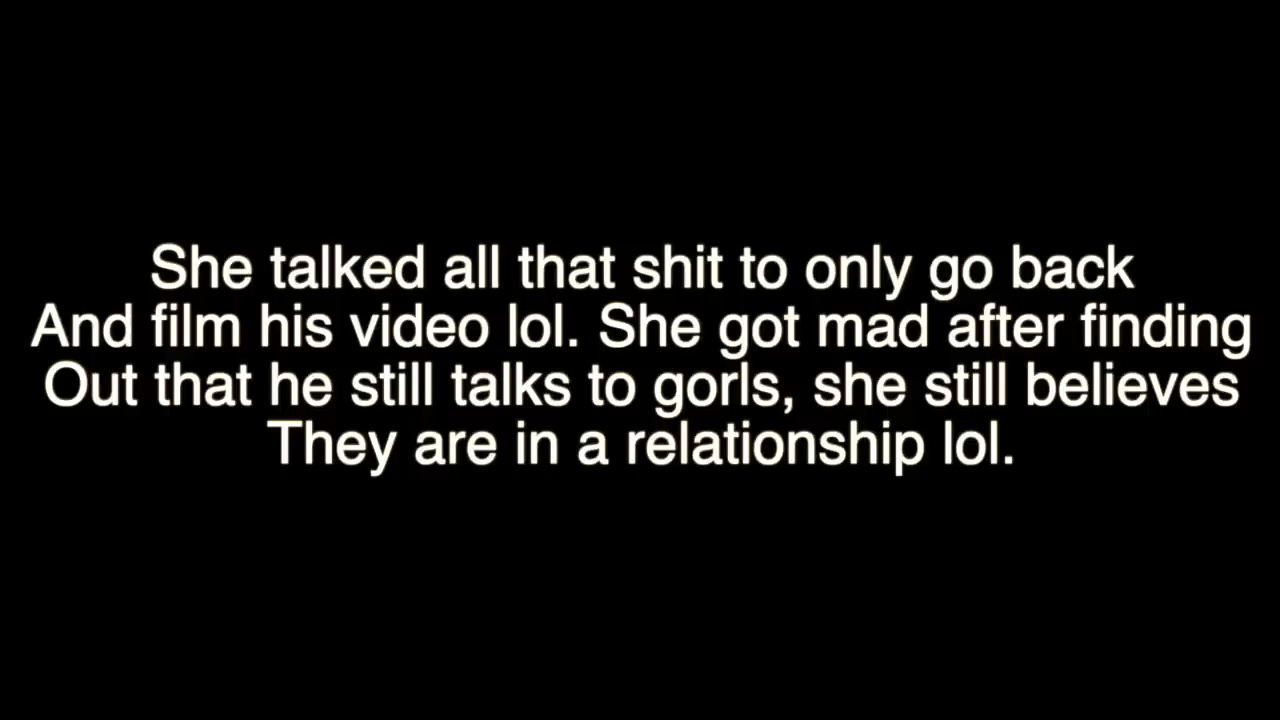 She talked all that shit to only go back
And film his video lol. She got mad after finding
Out that he still talks to gorls, she still believes
They are in a relationship lol.